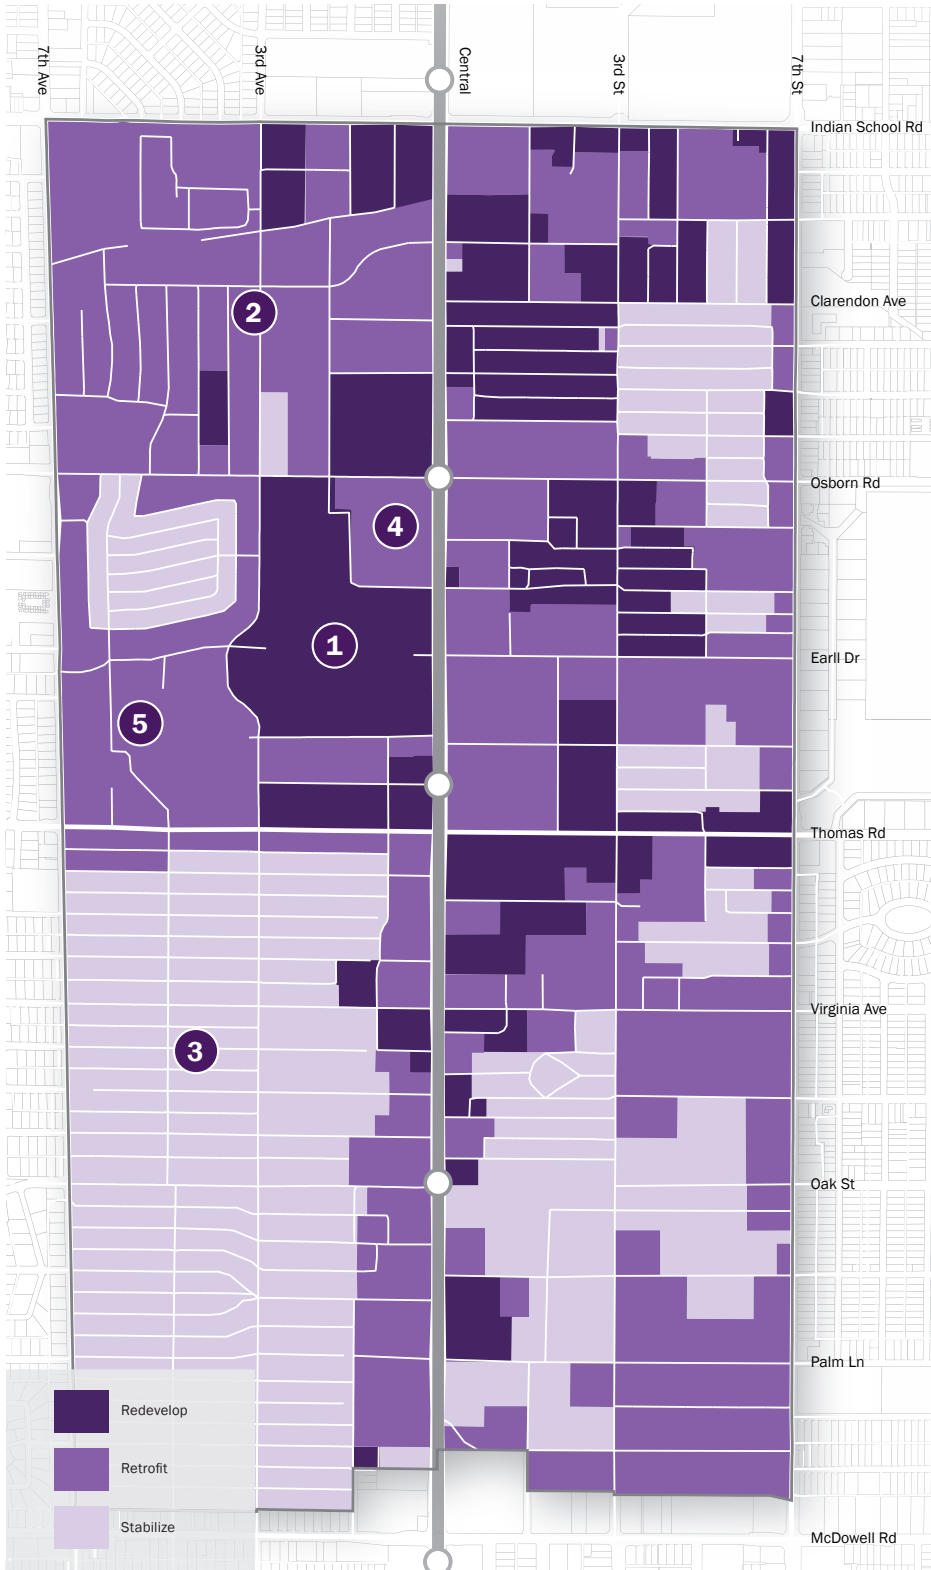 7th Ave
3rd Ave
Central
3rd St
7th St
Indian School Rd
Clarendon Ave
2
Osborn Rd
4
1
Earll Dr
5
Thomas Rd
Virginia Ave
3
Oak St
Palm Ln
Redevelop
Retrofit
Stabilize
McDowell Rd